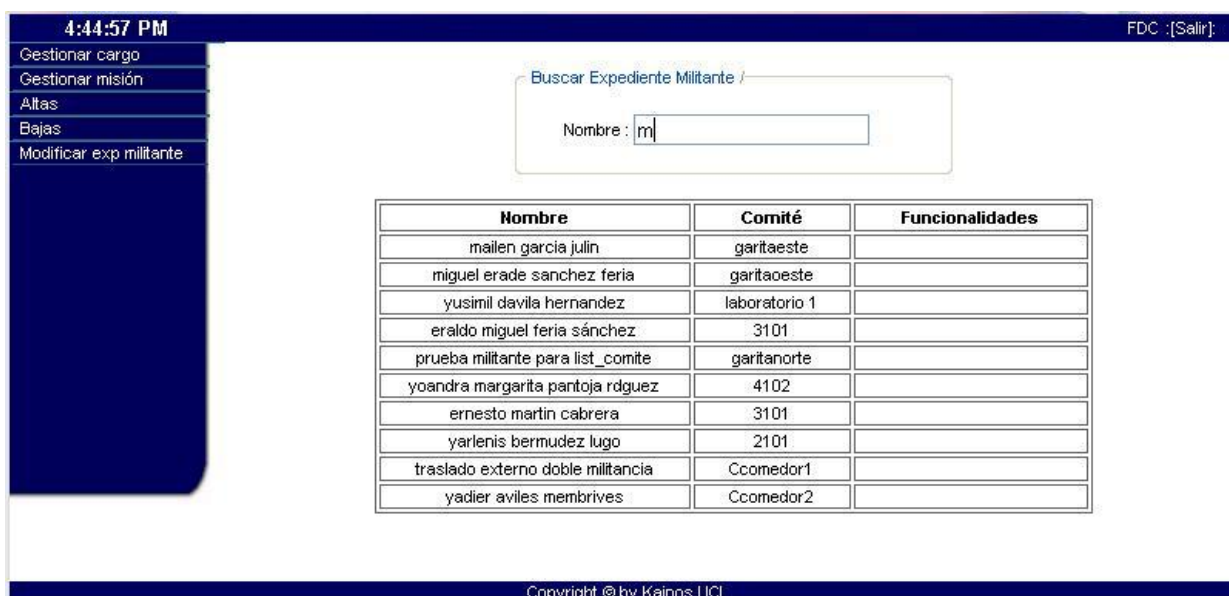 4:44:57 PM FDC :[Salir]:
Gestionar cargo
Gestionar misión
Altas
Bajas
Modificar exp militante
Buscar Expediente Militante /
Nombre : m
Nombre Comité Funcionalidades
mailen garcia julin garitaeste
miguel erade sanchez feria garitaoeste
yusimil davila hernandez laboratorio 1
eraldo miguel feria sánchez 3101
prueba militante para list_comite garitanorte
yoandra margarita pantoja rdguez 4102
ernesto martin cabrera 3101
yarlenis bermudez lugo 2101
traslado externo doble militancia Ccomedor1
yadier aviles membrives Ccomedor2
Copyright © by Kainos UCI